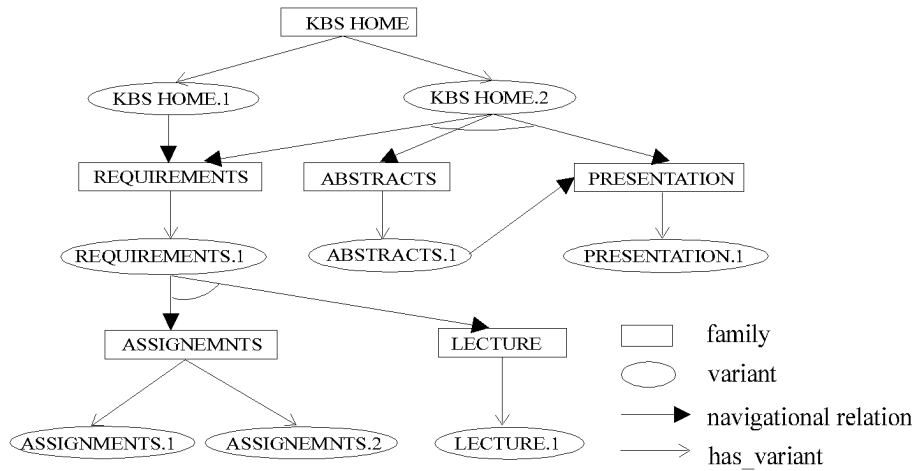 KBS HOME
KBS HOME.1
KBS HOME.2
REQUIREMENTS
ABSTRACTS
PRESENTATION
REQUIREMENTS.1
ABSTRACTS.1
PRESENTATION.1
ASSIGNEMNTS
LECTURE
family
variant
navigational relation
ASSIGNMENTS.1
ASSIGNEMNTS.2
LECTURE.1
has_variant